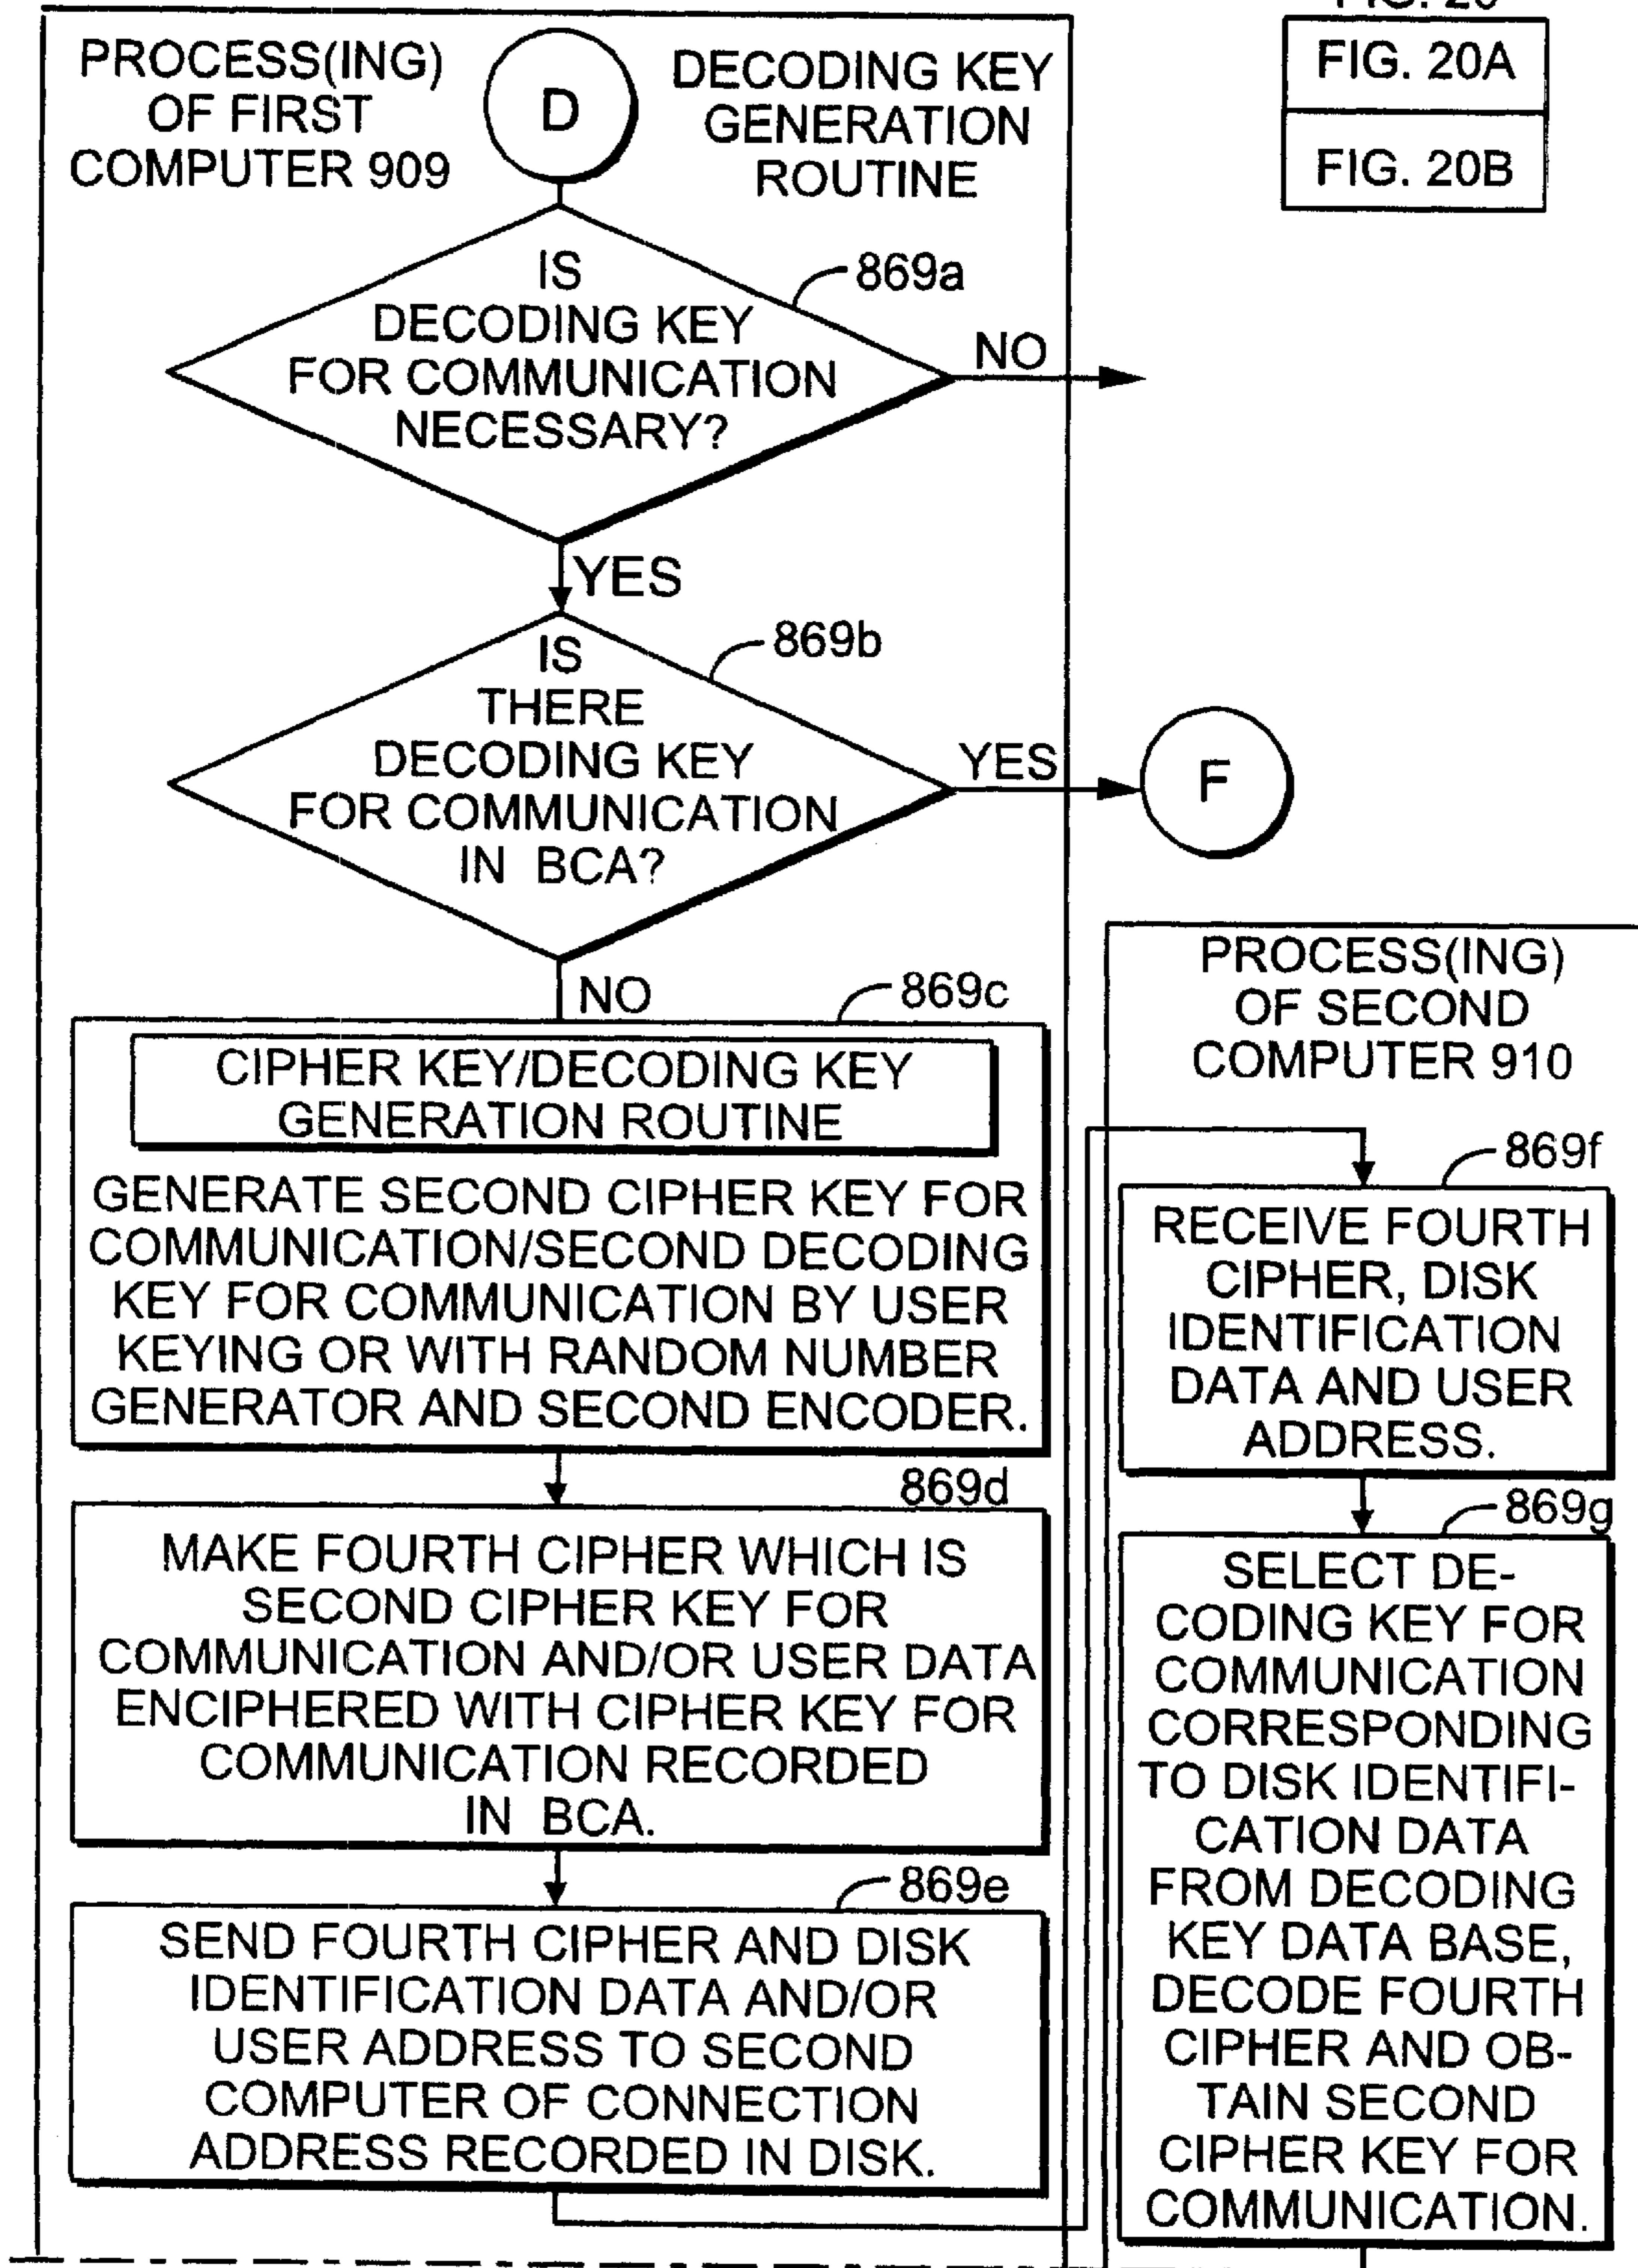 FIG. 20
FIG. 20A
FIG. 20B
PROCESS(ING)
OF FIRST
COMPUTER 909
D
DECODING KEY
GENERATION
ROUTINE
IS
DECODING KEY
FOR COMMUNICATION
NECESSARY?
869a
NO
YES
IS
THERE
DECODING KEY
FOR COMMUNICATION
IN BCA?
869b
YES
F
NO
869c
CIPHER KEY/DECODING KEY
GENERATION ROUTINE
GENERATE SECOND CIPHER KEY FOR
COMMUNICATION/SECOND DECODING
KEY FOR COMMUNICATION BY USER
KEYING OR WITH RANDOM NUMBER
GENERATOR AND SECOND ENCODER.
869d
MAKE FOURTH CIPHER WHICH IS
SECOND CIPHER KEY FOR
COMMUNICATION AND/OR USER DATA
ENCIPHERED WITH CIPHER KEY FOR
COMMUNICATION RECORDED
IN BCA.
869e
SEND FOURTH CIPHER AND DISK
IDENTIFICATION DATA AND/OR
USER ADDRESS TO SECOND
COMPUTER OF CONNECTION
ADDRESS RECORDED IN DISK.
PROCESS(ING)
OF SECOND
COMPUTER 910
869f
RECEIVE FOURTH
CIPHER, DISK
IDENTIFICATION
DATA AND USER
ADDRESS.
869g
SELECT DE-
CODING KEY FOR
COMMUNICATION
CORRESPONDING
TO DISK IDENTIFI-
CATION DATA
FROM DECODING
KEY DATA BASE,
DECODE FOURTH
CIPHER AND OB-
TAIN SECOND
CIPHER KEY FOR
COMMUNICATION.